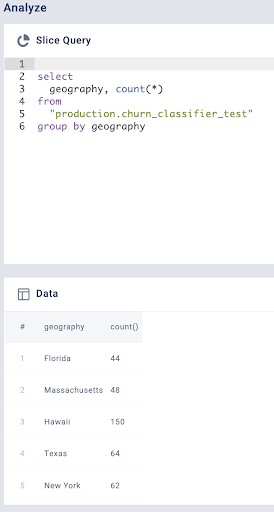 Analyze
Slice Query
1
2 select
3 geography, count(*)
4 from
5 "production.churn_classifier_test"
6 group by geography
Data
# geography count()
1 Florida 44
2 Massachusetts 48
3 Hawaii 150
4 Texas 64
5 New York 62